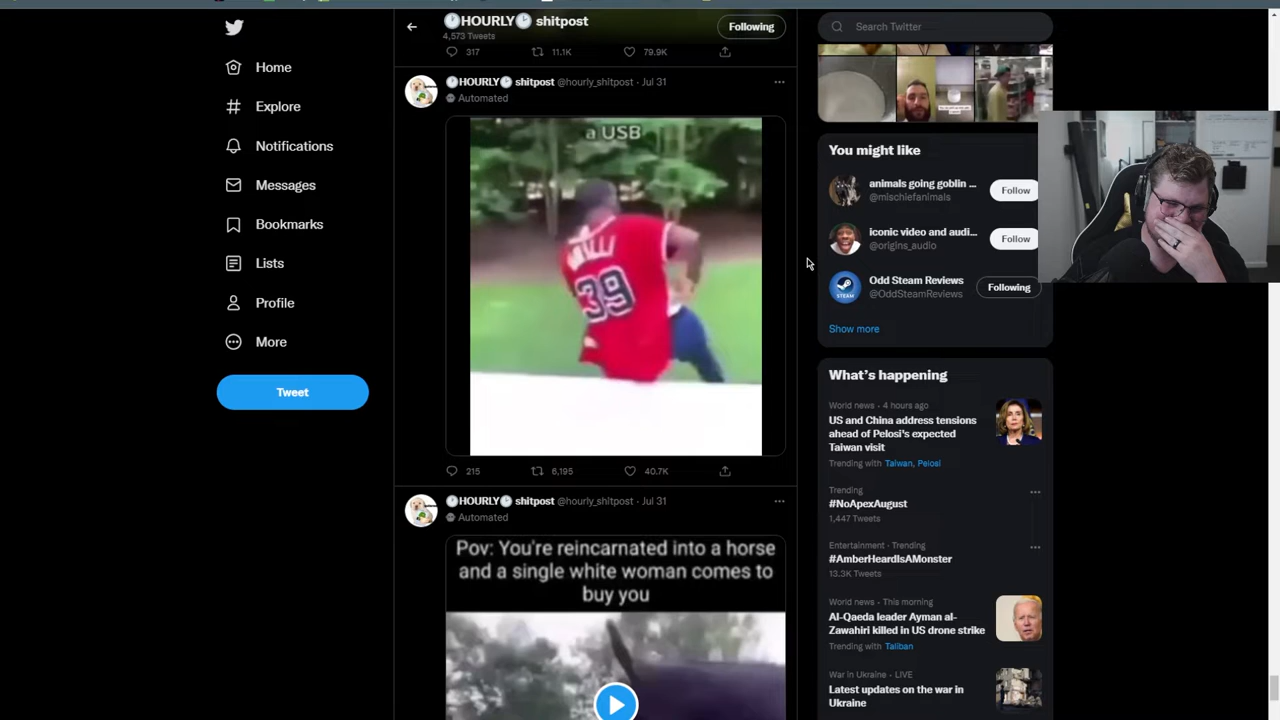 🕐HOURLY🕒 shitpost
4,573 Tweets
Following
317 11.1K 79.9K
Home
Explore
Notifications
Messages
Bookmarks
Lists
Profile
More
Tweet
🕐HOURLY🕒 shitpost @hourly_shitpost · Jul 31
Automated
a USB
39
215 6,195 40.7K
🕐HOURLY🕒 shitpost @hourly_shitpost · Jul 31
Automated
Pov: You're reincarnated into a horse
and a single white woman comes to
buy you
Search Twitter
You might like
animals going goblin ...
@mischiefanimals
Follow
iconic video and audi...
@origins_audio
Follow
Odd Steam Reviews
@OddSteamReviews
Following
STEAM
Show more
What's happening
World news · 4 hours ago
US and China address tensions
ahead of Pelosi's expected
Taiwan visit
Trending with Taiwan, Pelosi
Trending
#NoApexAugust
1,447 Tweets
Entertainment · Trending
#AmberHeardIsAMonster
13.3K Tweets
World news · This morning
Al-Qaeda leader Ayman al-
Zawahiri killed in US drone strike
Trending with Taliban
War in Ukraine · LIVE
Latest updates on the war in
Ukraine